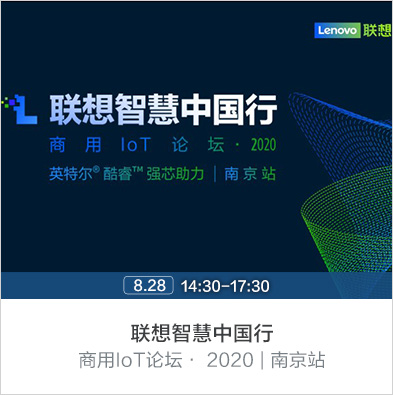 Lenovo 联想
联想智慧中国行
商用 IoT 论坛 · 2020
英特尔® 酷睿™ 强芯助力 | 南京站
8.28 14:30-17:30
联想智慧中国行
商用IoT论坛 · 2020 | 南京站